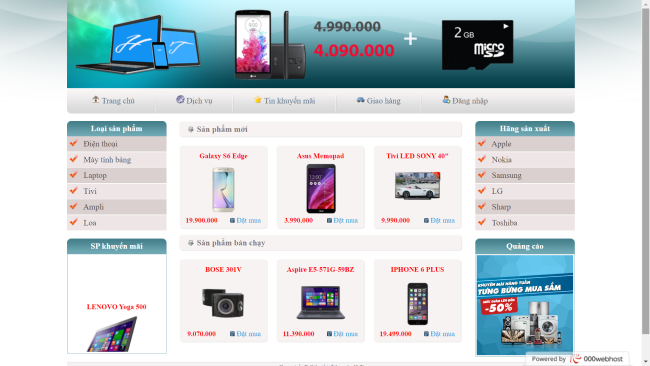 4.990.000
4.090.000
+
2 GB
micro SD
LG
Trang chủ
Dịch vụ
Tin khuyến mãi
Giao hàng
Đăng nhập
Loại sản phẩm
Điện thoại
Máy tính bảng
Laptop
Tivi
Ampli
Loa
SP khuyến mãi
LENOVO Yoga 500
Sản phẩm mới
Galaxy S6 Edge
19.900.000
Đặt mua
Asus Memopad
3.990.000
Đặt mua
Tivi LED SONY 40"
9.990.000
Đặt mua
Sản phẩm bán chạy
BOSE 301V
9.070.000
Đặt mua
Aspire E5-571G-59BZ
11.390.000
Đặt mua
IPHONE 6 PLUS
19.499.000
Đặt mua
Hãng sản xuất
Apple
Nokia
Samsung
LG
Sharp
Toshiba
Quảng cáo
KHUYẾN MÃI HÀNG TUẦN
TƯNG BỪNG MUA SẮM
-50%
Powered by 000webhost